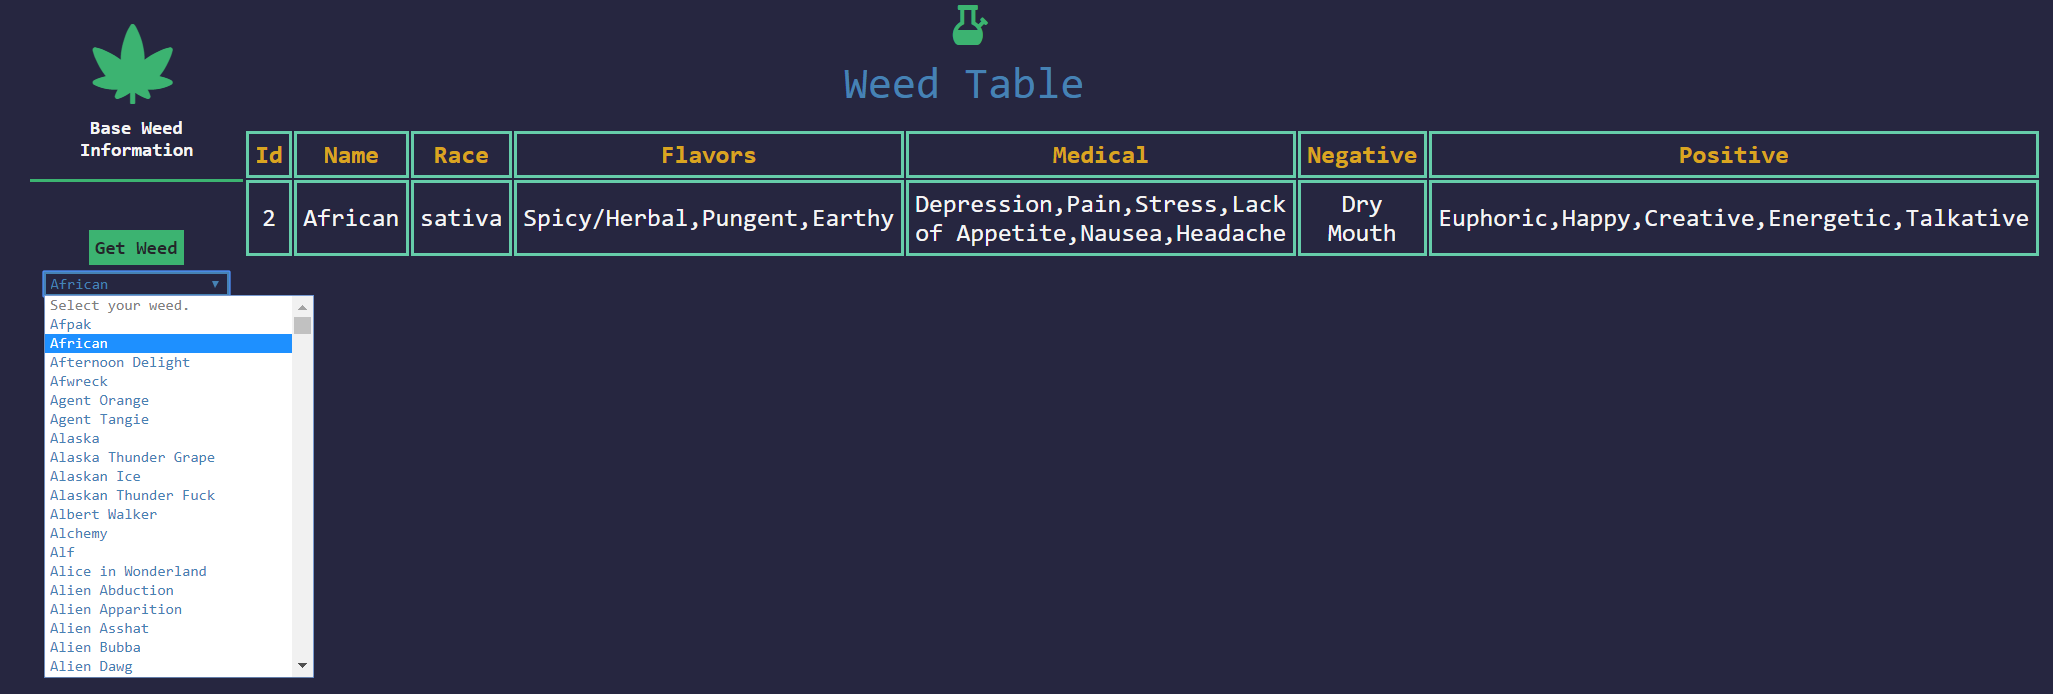 Weed Table
Base Weed
Information
Id Name Race Flavors Medical Negative Positive
2 African sativa Spicy/Herbal,Pungent,Earthy Depression,Pain,Stress,Lack of Appetite,Nausea,Headache Dry Mouth Euphoric,Happy,Creative,Energetic,Talkative
Get Weed
African
Select your weed.
Afpak
African
Afternoon Delight
Afwreck
Agent Orange
Agent Tangie
Alaska
Alaska Thunder Grape
Alaskan Ice
Alaskan Thunder Fuck
Albert Walker
Alchemy
Alf
Alice in Wonderland
Alien Abduction
Alien Apparition
Alien Asshat
Alien Bubba
Alien Dawg